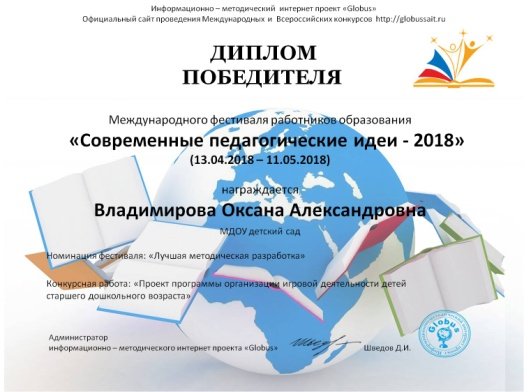 Информационно – методический интернет проект «Globus»
Официальный сайт проведения Международных и Всероссийских конкурсов http://globussait.ru
ДИПЛОМ
ПОБЕДИТЕЛЯ
Международного фестиваля работников образования
«Современные педагогические идеи - 2018»
(13.04.2018 – 11.05.2018)
награждается
Владимирова Оксана Александровна
МДОУ детский сад
Номинация фестиваля: «Лучшая методическая разработка»
Конкурсная работа: «Проект программы организации игровой деятельности детей
старшего дошкольного возраста»
Администратор
информационно – методического интернет проекта «Globus» Шведов Д.И.
Globus